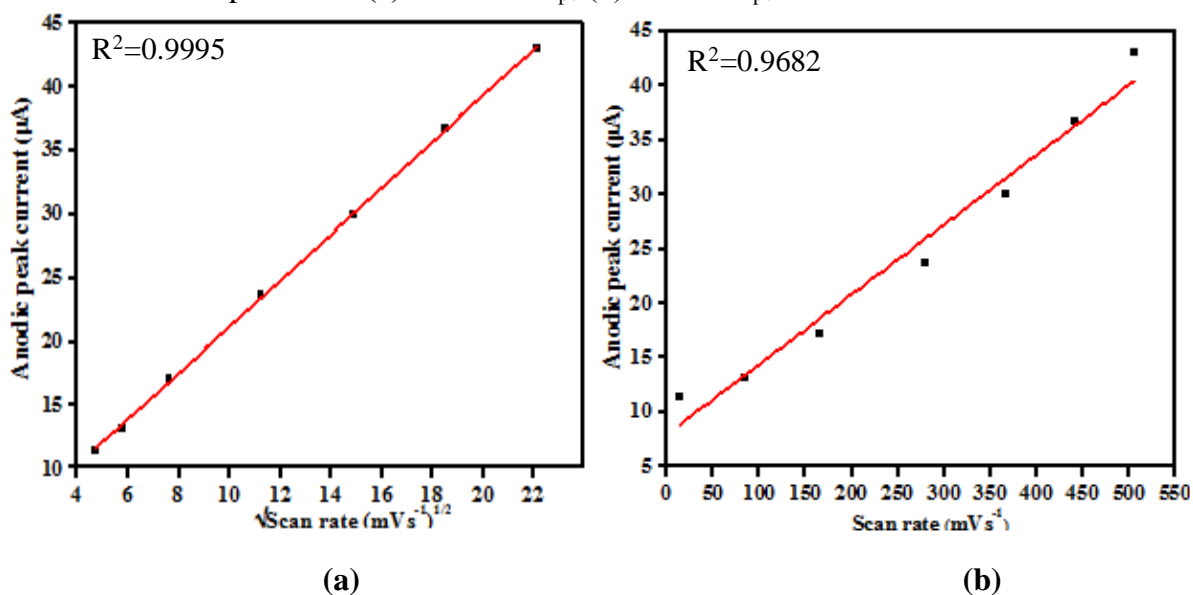 (a) (b)
R²=0.9995
Anodic peak current (µA)
45
40
35
30
25
20
15
10
4 6 8 10 12 14 16 18 20 22
√Scan rate (mVs⁻¹)¹/²
(a)
R²=0.9682
Anodic peak current (µA)
45
40
35
30
25
20
15
10
5
0 50 100 150 200 250 300 350 400 450 500 550
Scan rate (mVs⁻¹)
(b)